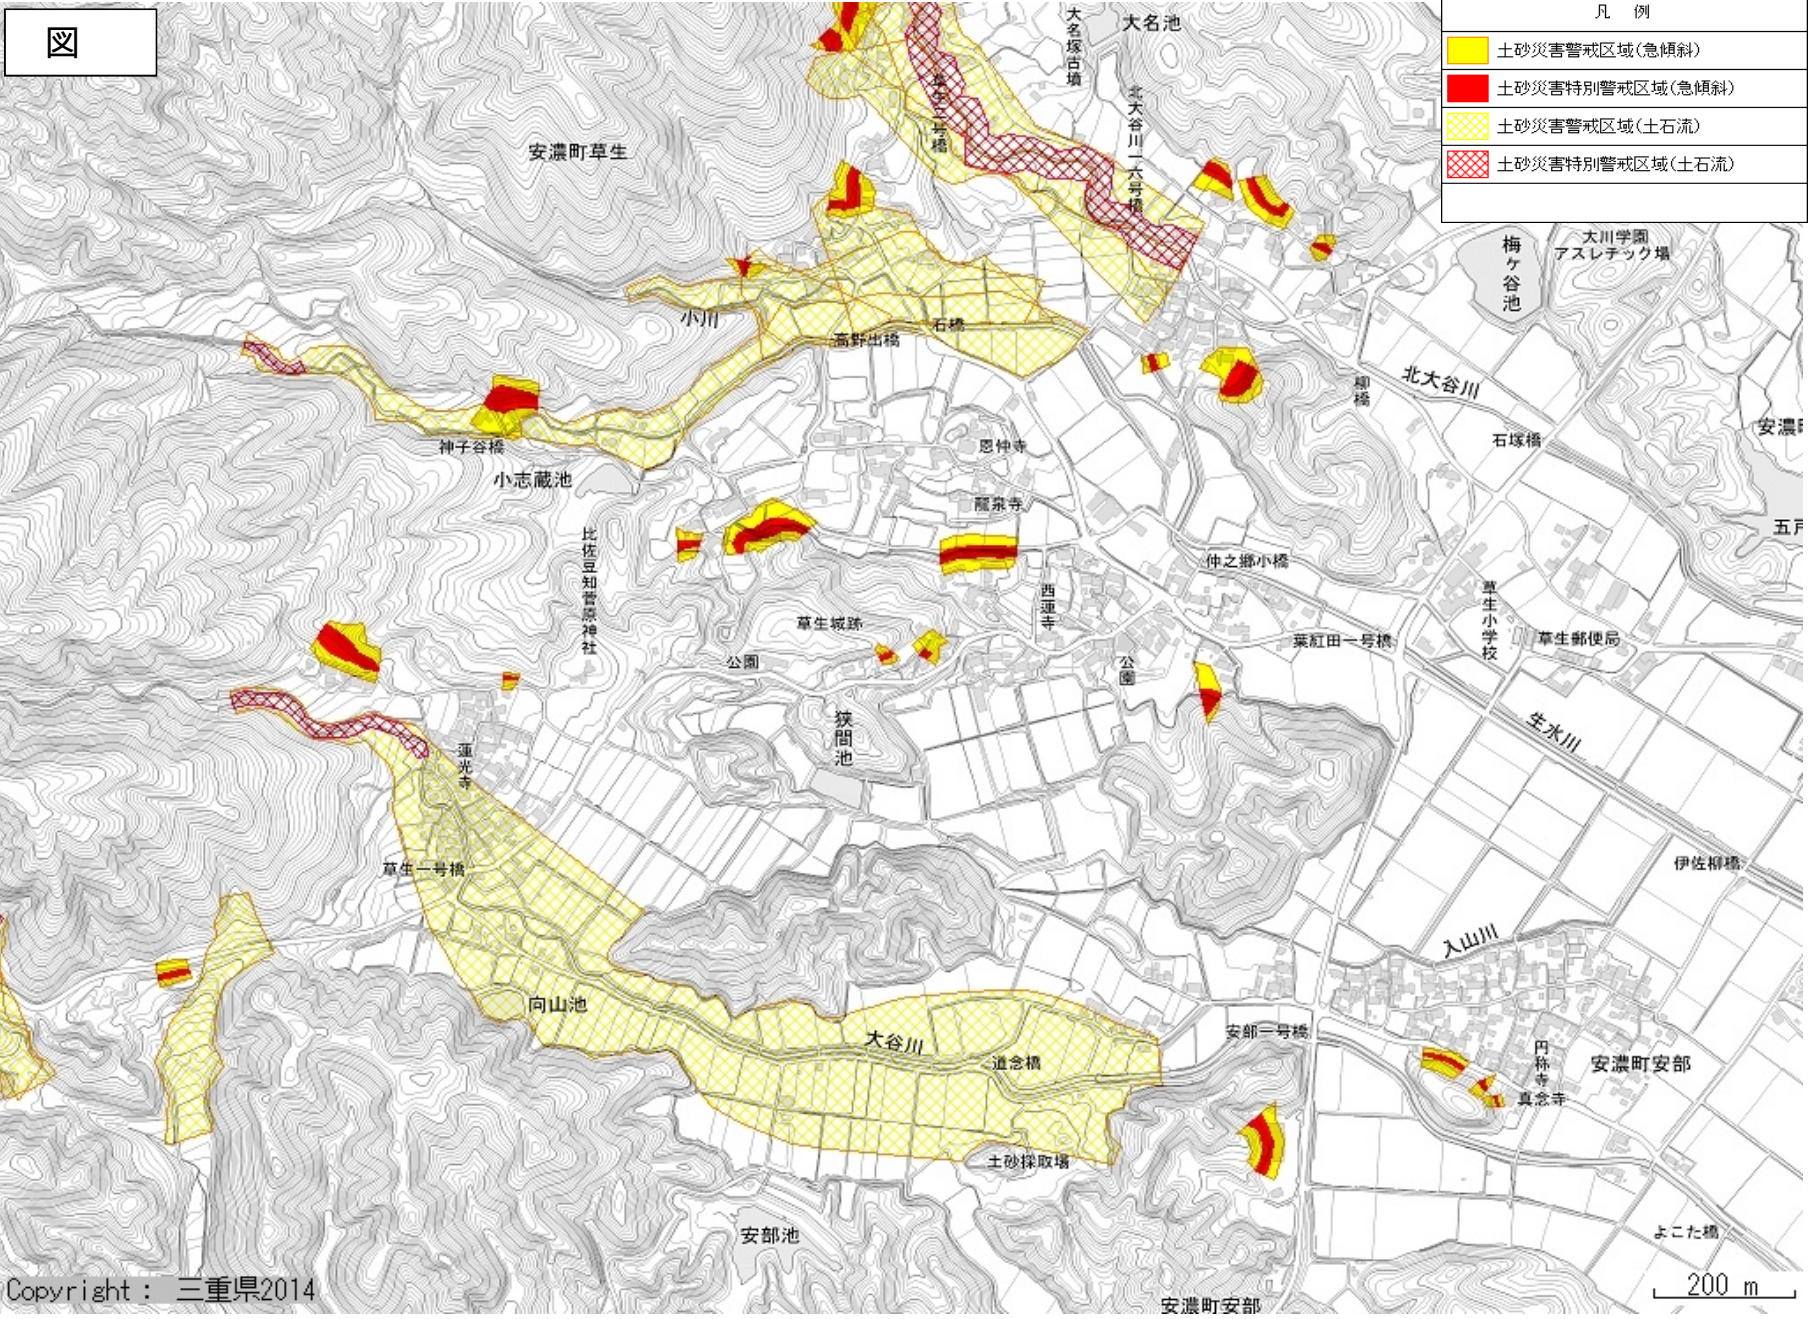 図
凡 例
土砂災害警戒区域(急傾斜)
土砂災害特別警戒区域(急傾斜)
土砂災害警戒区域(土石流)
土砂災害特別警戒区域(土石流)
大名塚古墳
大名池
北大谷川一六号橋
草生二号橋
安濃町草生
梅ヶ谷池
大川学園
アスレチック場
小川
高野出橋
石橋
柳橋
北大谷川
石塚橋
神子谷橋
小志蔵池
恩仲寺
龍泉寺
比佐豆知菅原神社
仲之郷小橋
西蓮寺
草生小学校
草生城跡
公園
公園
葉紅田一号橋
草生郵便局
五戸
狭間池
生水川
蓮光寺
草生一号橋
伊佐柳橋
入山川
向山池
大谷川
道念橋
安部一号橋
円称寺
安濃町安部
真念寺
土砂採取場
安部池
よこた橋
安濃町安部
Copyright : 三重県2014
200 m